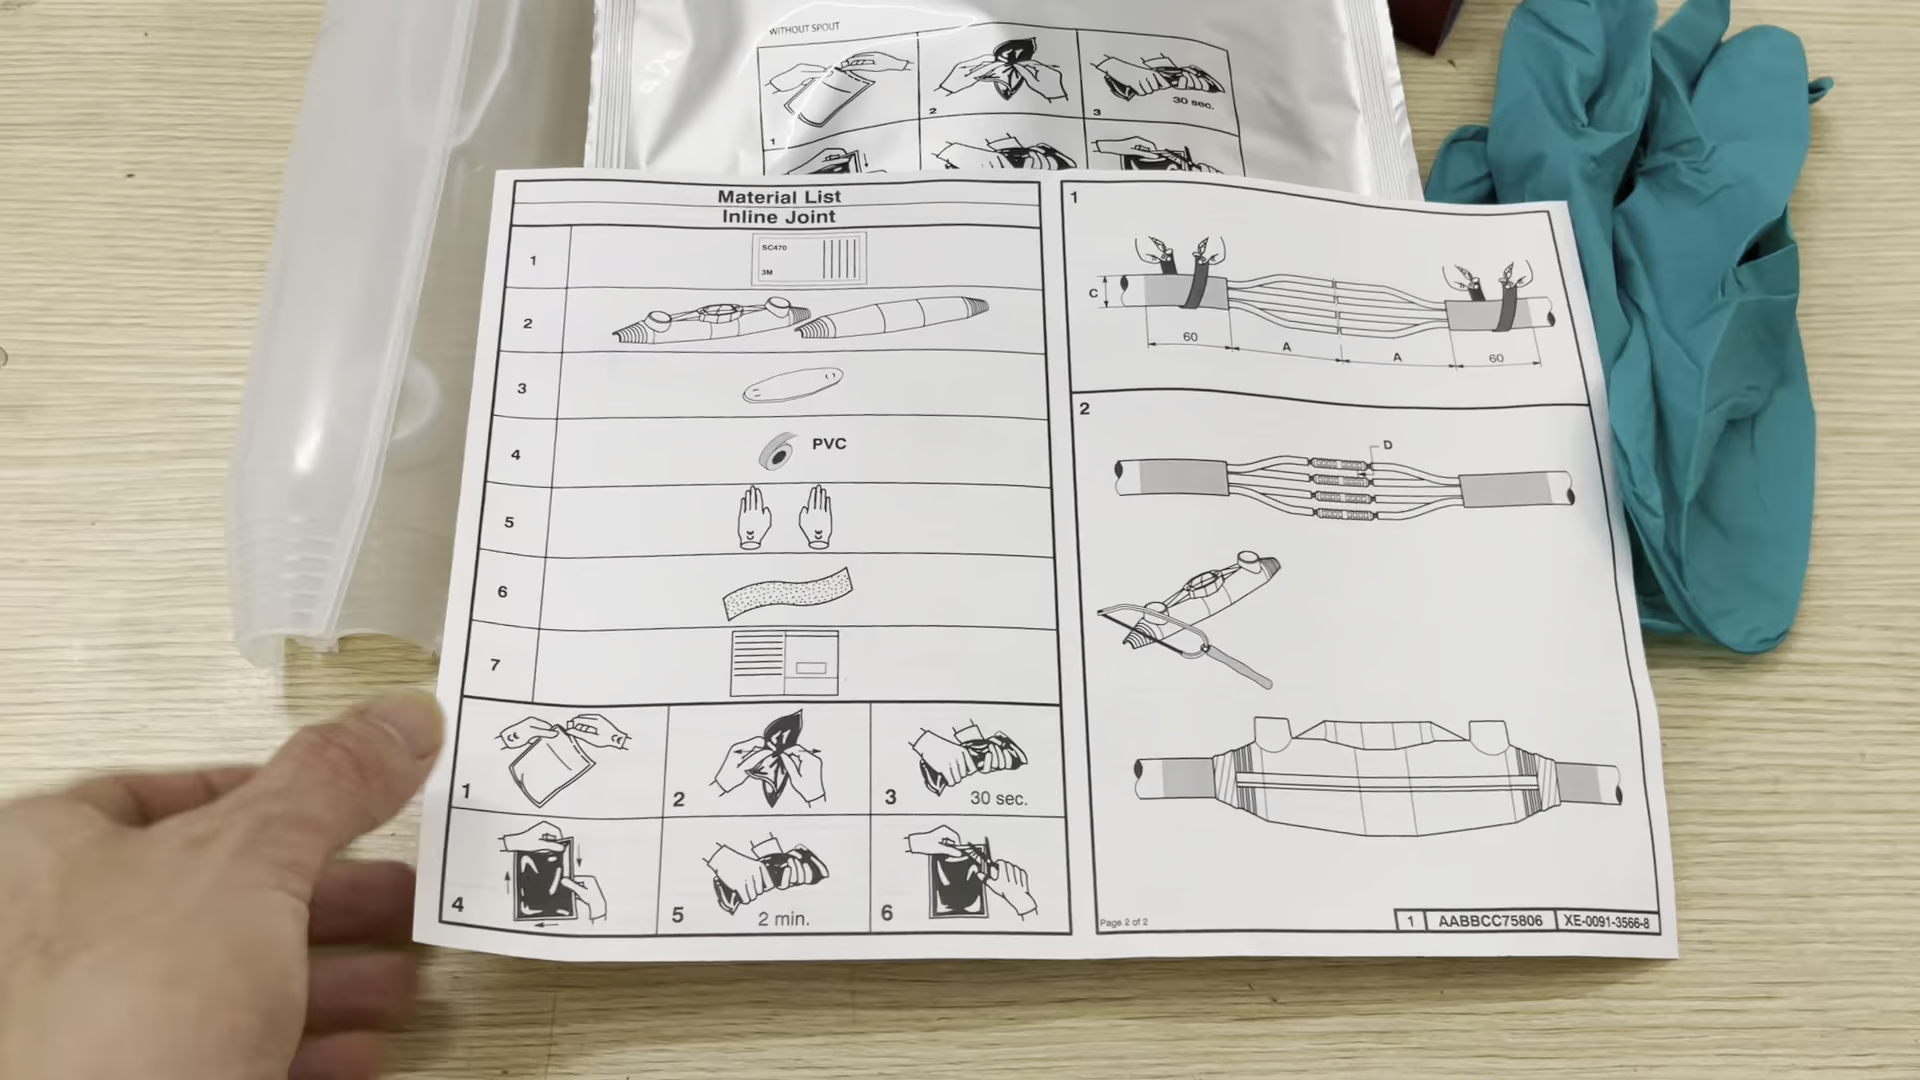 WITHOUT SPOUT
1
2
3
30 sec.
Material List
Inline Joint
1
SC470
3M
2
3
4
PVC
5
6
7
1
2
3
30 sec.
4
5
2 min.
6
1
C
60
A
A
60
2
D
Page 2 of 2
1
AABBCC75806
XE-0091-3566-8